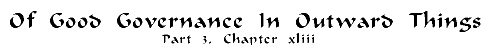 Of Good Governance In Outward Things
Part 3, Chapter xliii